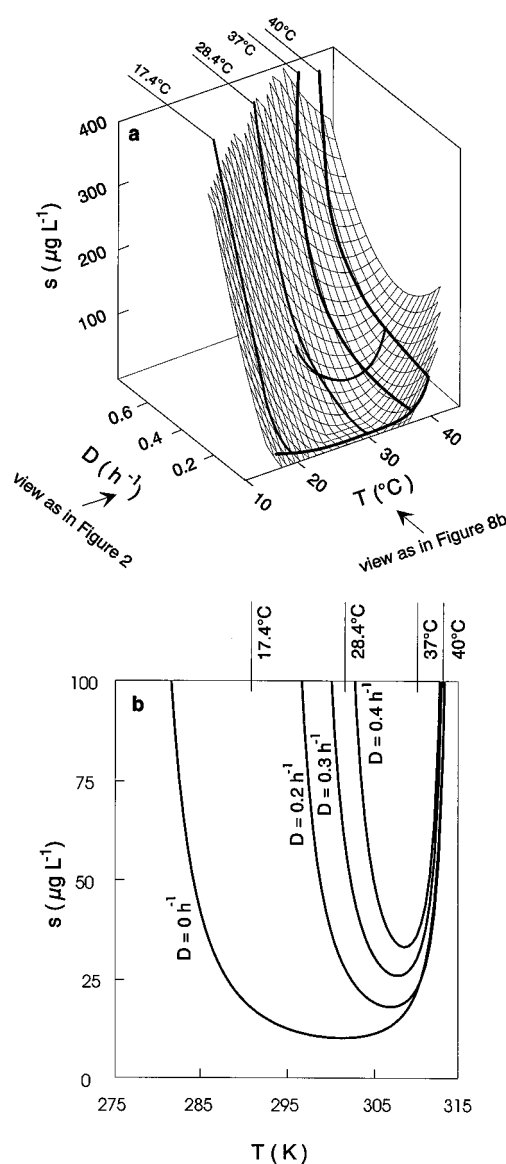 17.4°C
28.4°C
37°C
40°C
a
400
300
200
100
s ( µg L⁻¹)
0.6
0.4
0.2
D (h⁻¹)
10
20
30
40
T (°C)
view as in Figure 2
view as in Figure 8b
17.4°C
28.4°C
37°C
40°C
b
100
75
50
25
0
s ( µg L⁻¹)
D = 0 h⁻¹
D = 0.2 h⁻¹
D = 0.3 h⁻¹
D = 0.4 h⁻¹
275
285
295
305
315
T (K)